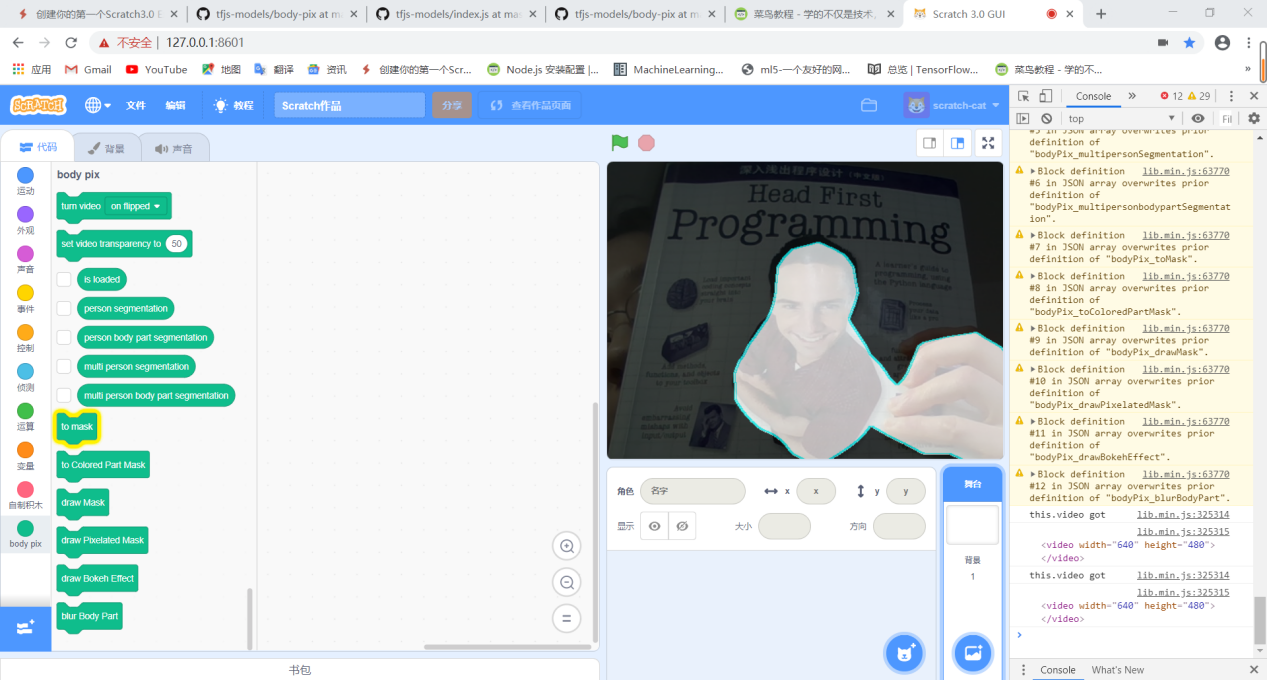 创建你的第一个Scratch3.0 E
tfjs-models/body-pix at ma
tfjs-models/index.js at mas
tfjs-models/body-pix at m
菜鸟教程 - 学的不仅是技术,
Scratch 3.0 GUI
不安全 | 127.0.0.1:8601
应用
Gmail
YouTube
地图
翻译
资讯
创建你的第一个Scr...
Node.js 安装配置 |...
MachineLearning...
ml5-一个友好的网...
总览 | TensorFlow...
菜鸟教程 - 学的不...
SCRATCH
文件
编辑
教程
Scratch作品
分享
查看作品页面
scratch-cat
代码
背景
声音
运动
外观
声音
事件
控制
侦测
运算
变量
自制积木
body pix
body pix
turn video on flipped
set video transparency to 50
is loaded
person segmentation
person body part segmentation
multi person segmentation
multi person body part segmentation
to mask
to Colored Part Mask
draw Mask
draw Pixelated Mask
draw Bokeh Effect
blur Body Part
书包
深入浅出程序设计(中文版)
Head First
Programming
A learner's guide to
programming, using
the Python language
角色
名字
x
x
y
y
显示
大小
方向
舞台
背景
1
Console
12
29
top
Fil
#5 in JSON array overwrites prior
definition of
"bodyPix_multipersonSegmentation".
Block definition lib.min.js:63770
#6 in JSON array overwrites prior
definition of
"bodyPix_multipersonbodypartSegmentat
ion".
Block definition lib.min.js:63770
#7 in JSON array overwrites prior
definition of "bodyPix_toMask".
Block definition lib.min.js:63770
#8 in JSON array overwrites prior
definition of
"bodyPix_toColoredPartMask".
Block definition lib.min.js:63770
#9 in JSON array overwrites prior
definition of "bodyPix_drawMask".
Block definition lib.min.js:63770
#10 in JSON array overwrites prior
definition of
"bodyPix_drawPixelatedMask".
Block definition lib.min.js:63770
#11 in JSON array overwrites prior
definition of
"bodyPix_drawBokehEffect".
Block definition lib.min.js:63770
#12 in JSON array overwrites prior
definition of "bodyPix_blurBodyPart".
this.video got lib.min.js:325314
lib.min.js:325315
<video width="640" height="480">
</video>
this.video got lib.min.js:325314
lib.min.js:325315
<video width="640" height="480">
</video>
Console
What's New